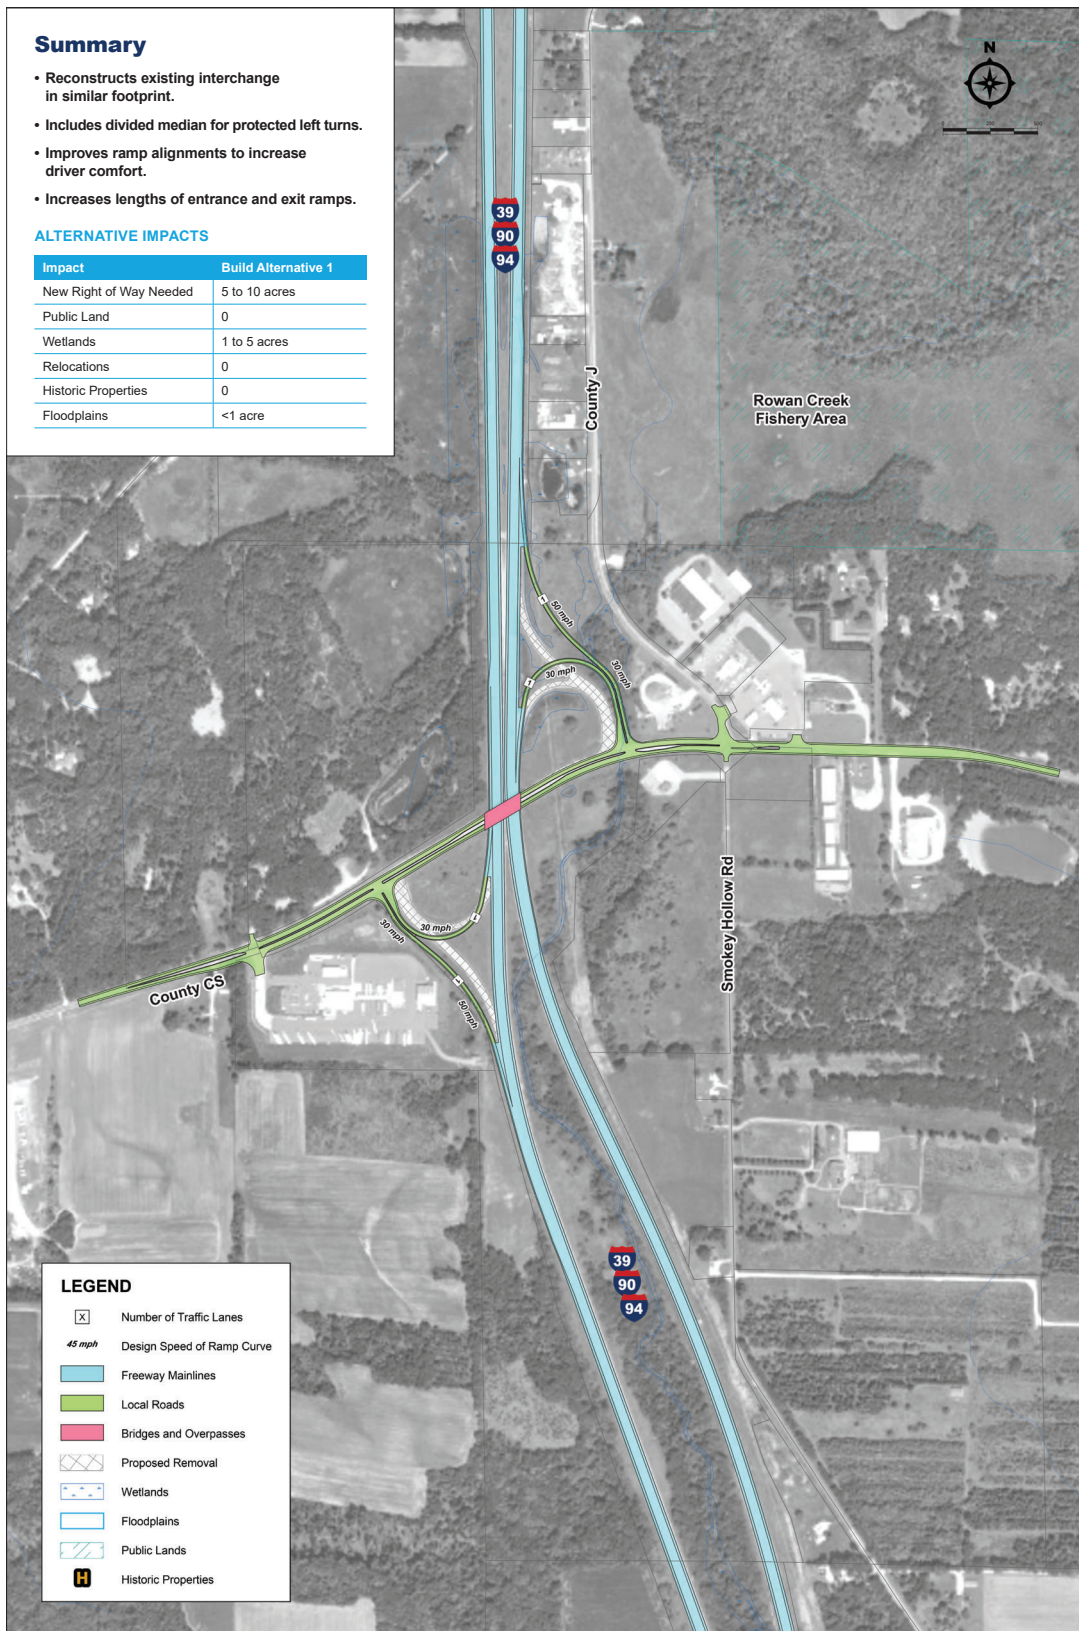 Summary
• Reconstructs existing interchange
in similar footprint.
• Includes divided median for protected left turns.
• Improves ramp alignments to increase
driver comfort.
• Increases lengths of entrance and exit ramps.
ALTERNATIVE IMPACTS
Impact Build Alternative 1
New Right of Way Needed 5 to 10 acres
Public Land 0
Wetlands 1 to 5 acres
Relocations 0
Historic Properties 0
Floodplains <1 acre
N
39
90
94
County J
Rowan Creek
Fishery Area
50 mph
30 mph
30 mph
30 mph
30 mph
50 mph
County CS
Smokey Hollow Rd
39
90
94
LEGEND
X Number of Traffic Lanes
45 mph Design Speed of Ramp Curve
Freeway Mainlines
Local Roads
Bridges and Overpasses
Proposed Removal
Wetlands
Floodplains
Public Lands
H Historic Properties